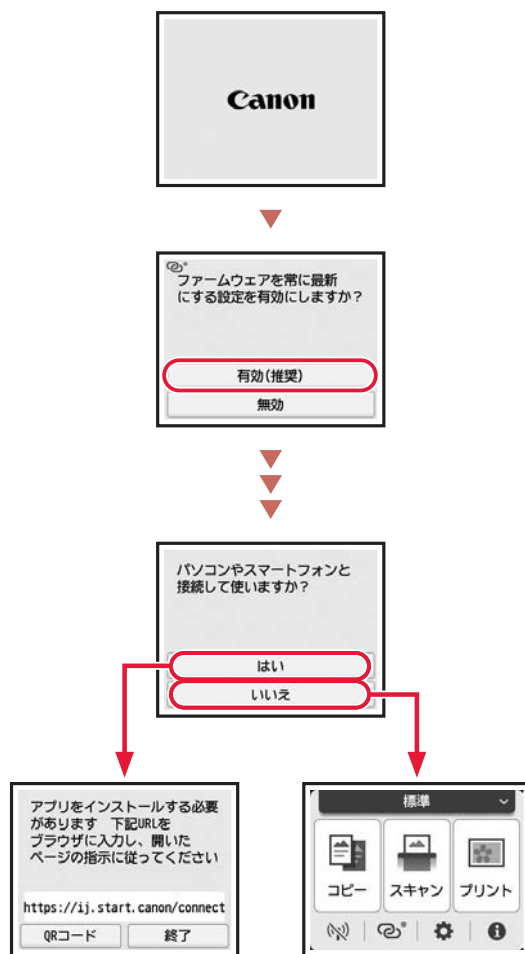 Canon
ファームウェアを常に最新
にする設定を有効にしますか？
有効(推奨)
無効
パソコンやスマートフォンと
接続して使いますか？
はい
いいえ
アプリをインストールする必要
があります 下記URLを
ブラウザに入力し、開いた
ページの指示に従ってください
https://ij.start.canon/connect
QRコード
終了
標準
コピー
スキャン
プリント